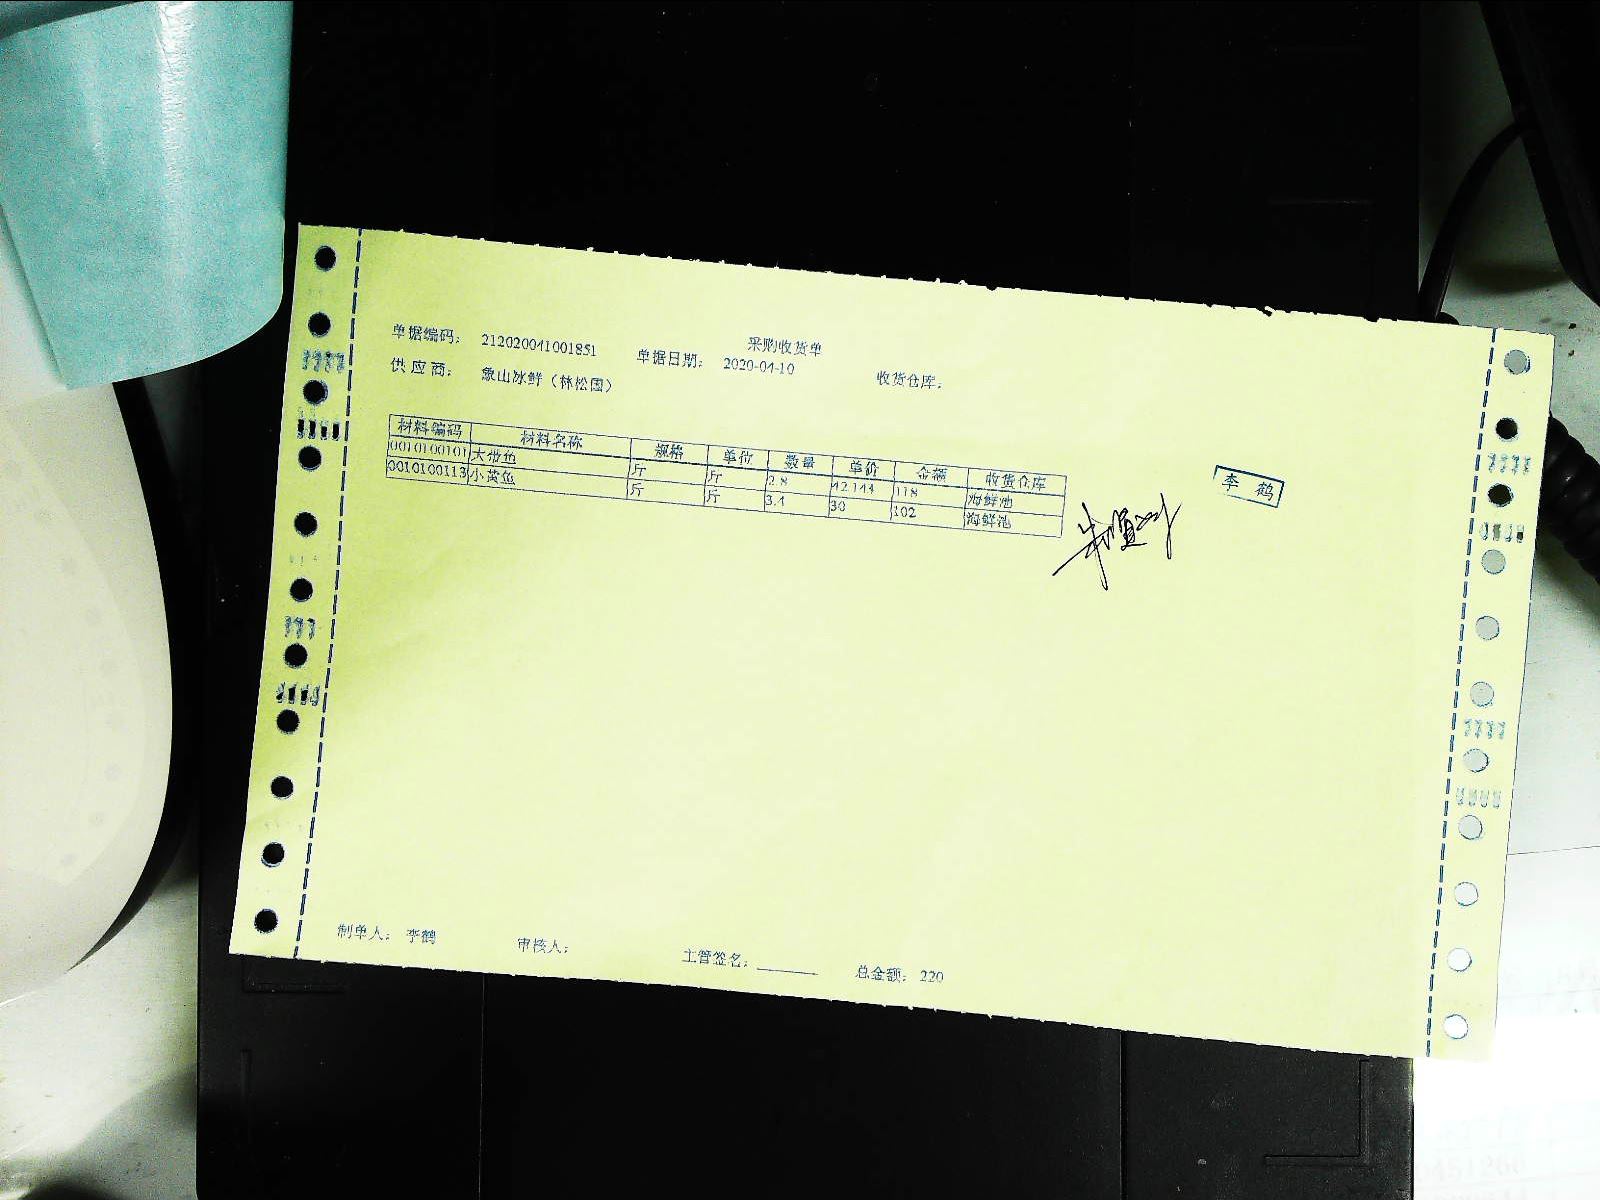 采购收货单
单据编码: 212020041001851 单据日期: 2020-04-10 收货仓库:
供应商: 象山冰鲜（林松国）
材料编码 材料名称 规格 单位 数量 单价 金额 收货仓库
0010100101 大带鱼 斤 斤 2.8 42.143 118 海鲜池
0010100113 小黄鱼 斤 斤 3.4 30 102 海鲜池
李鹤
制单人: 李鹤 审核人: 主管签名: 总金额: 220